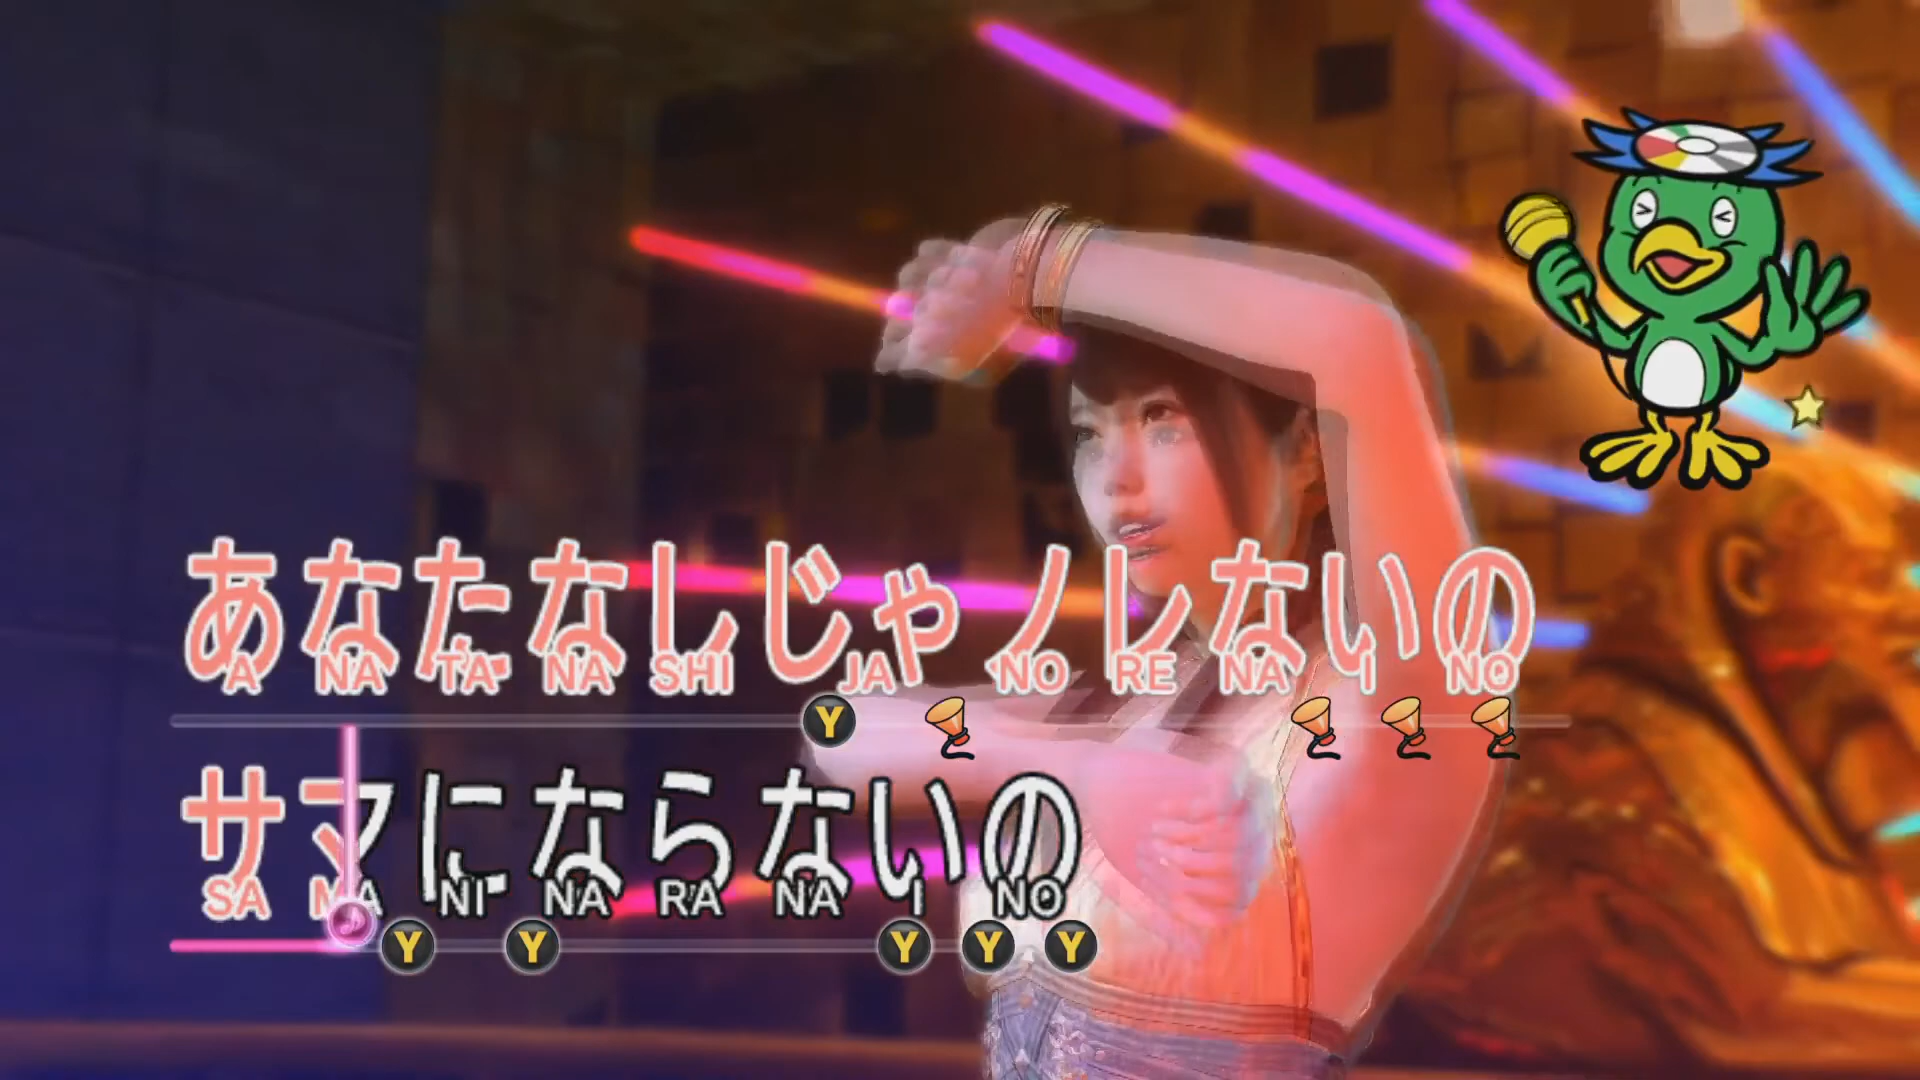 あなたなしじゃノレないの
A NA TA NA SHI JA NO RE NA I NO
Y
サマにならないの
SA MA NI NA RA NA I NO
Y Y Y Y Y